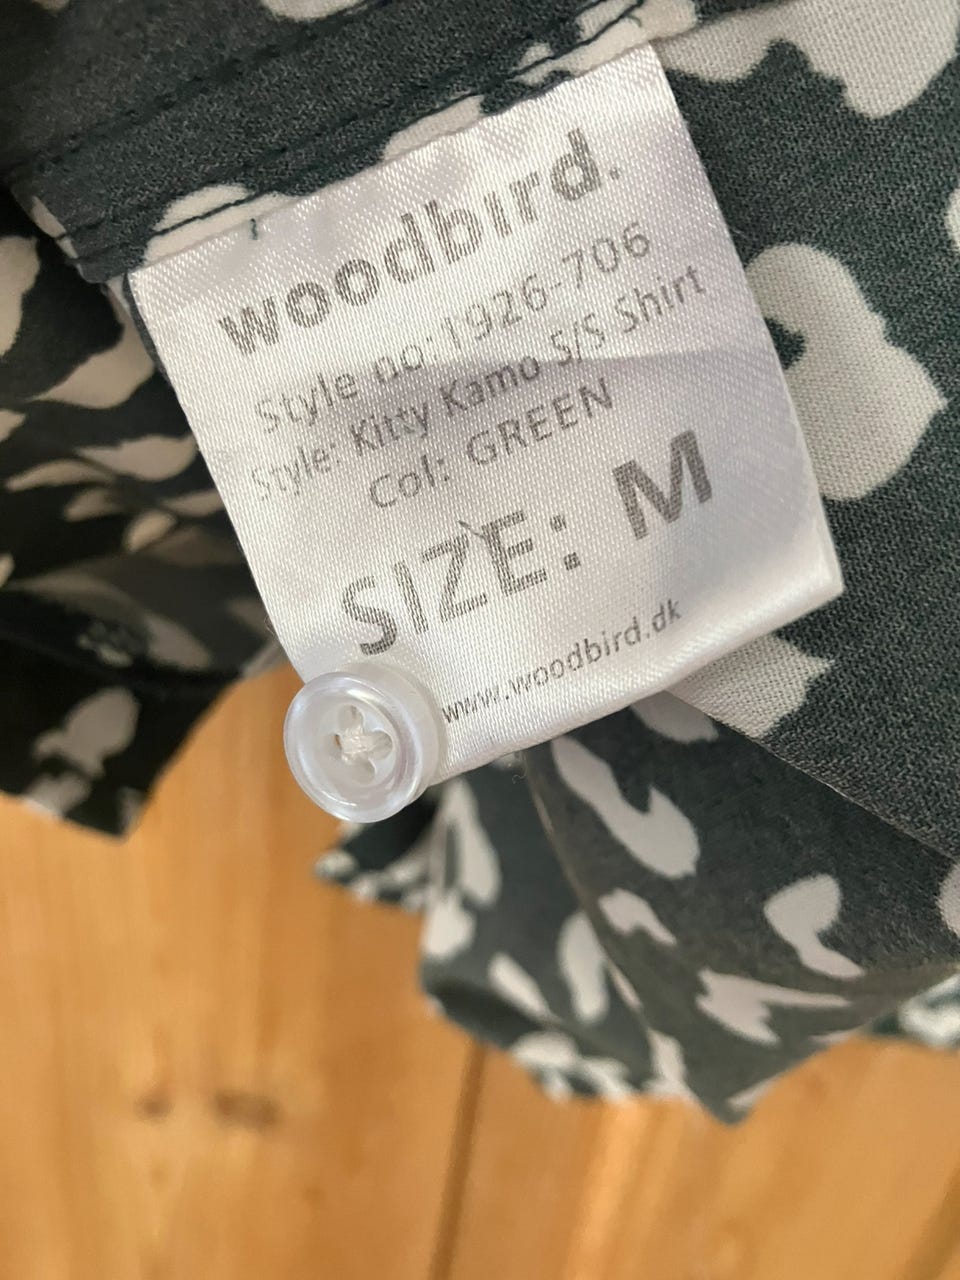 woodbird.
Style no: 1926-706
Style: Kitty Kamo S/S Shirt
Col: GREEN
SIZE: M
www.woodbird.dk